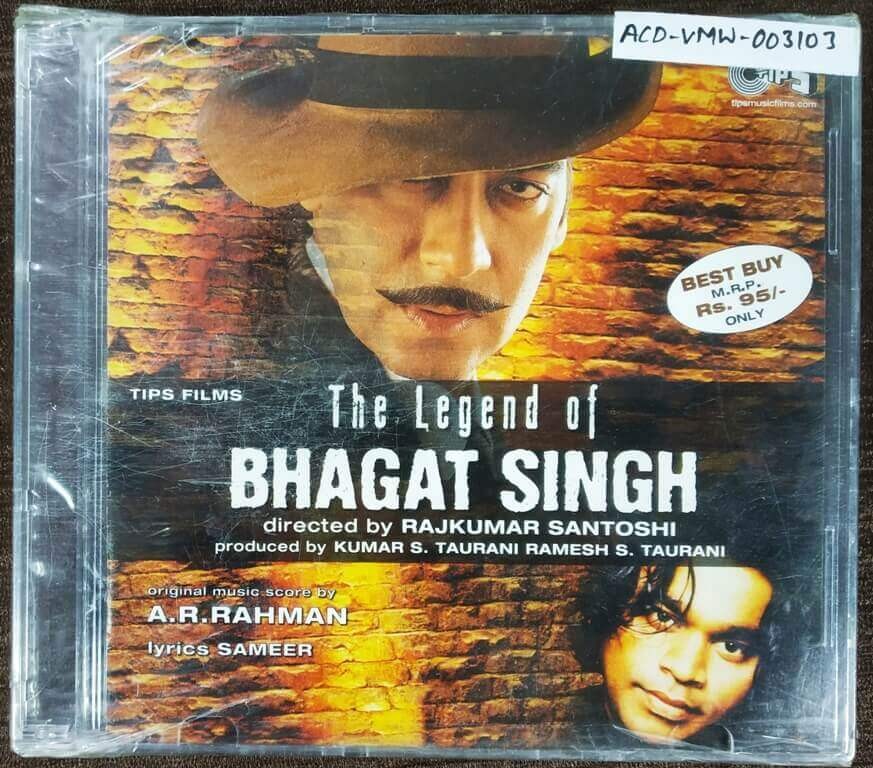 ACD-VMW-003103
TIPS
tipsmusicfilms.com
BEST BUY
M.R.P.
Rs. 95/-
ONLY
TIPS FILMS
The Legend of
BHAGAT SINGH
directed by RAJKUMAR SANTOSHI
produced by KUMAR S. TAURANI RAMESH S. TAURANI
original music score by
A.R.RAHMAN
lyrics SAMEER